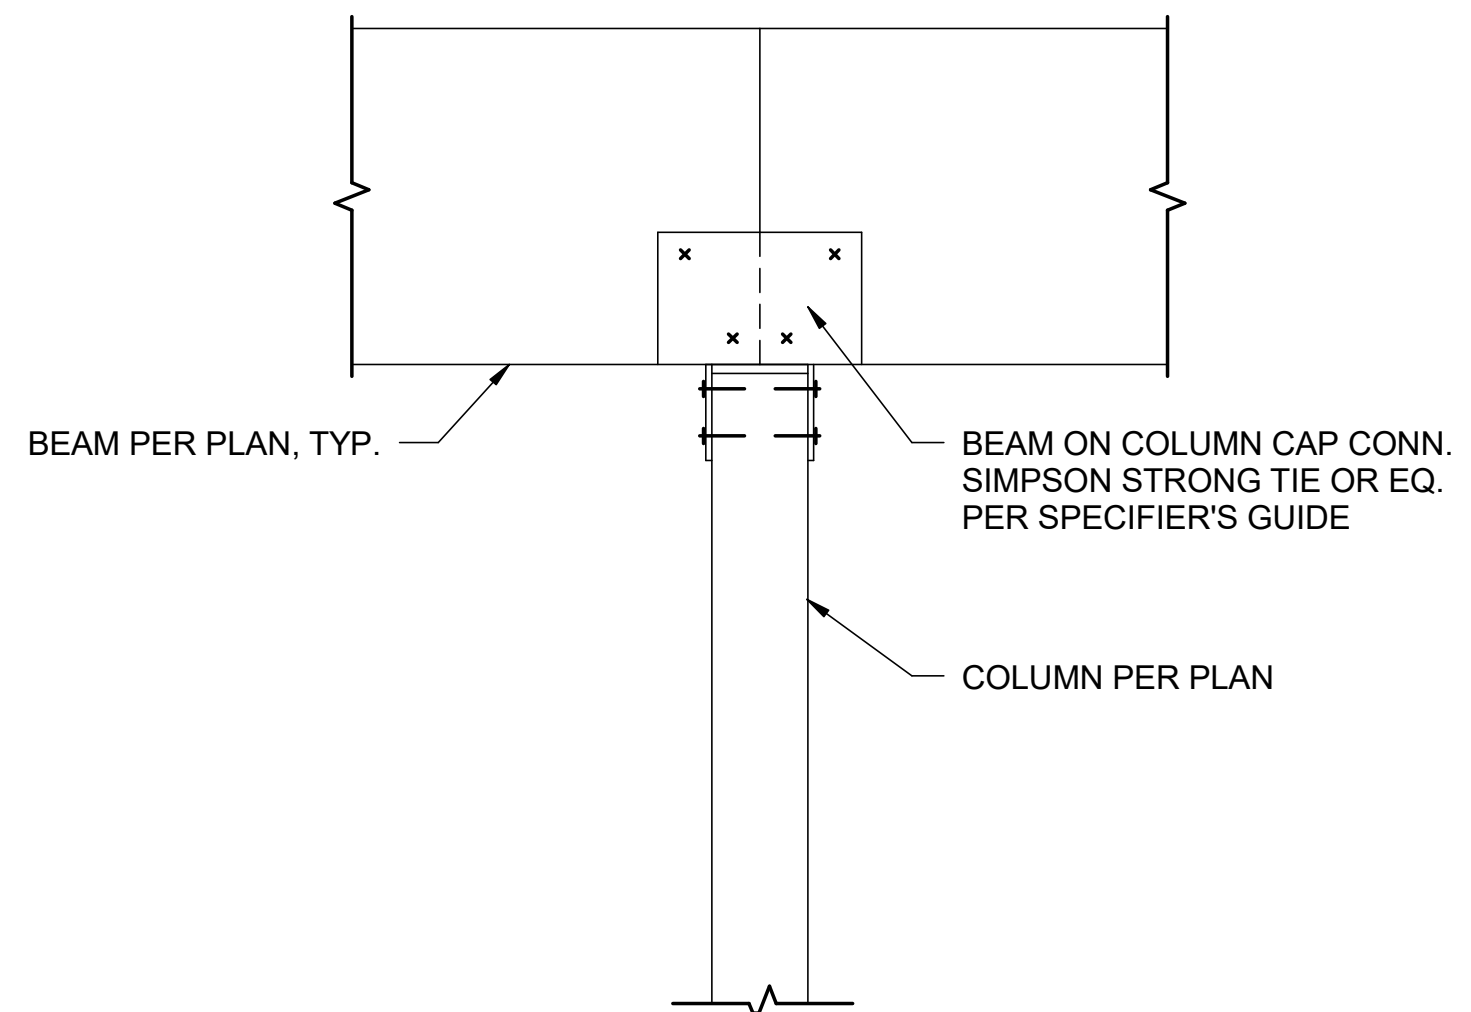 BEAM PER PLAN, TYP.
BEAM ON COLUMN CAP CONN.
SIMPSON STRONG TIE OR EQ.
PER SPECIFIER'S GUIDE
COLUMN PER PLAN